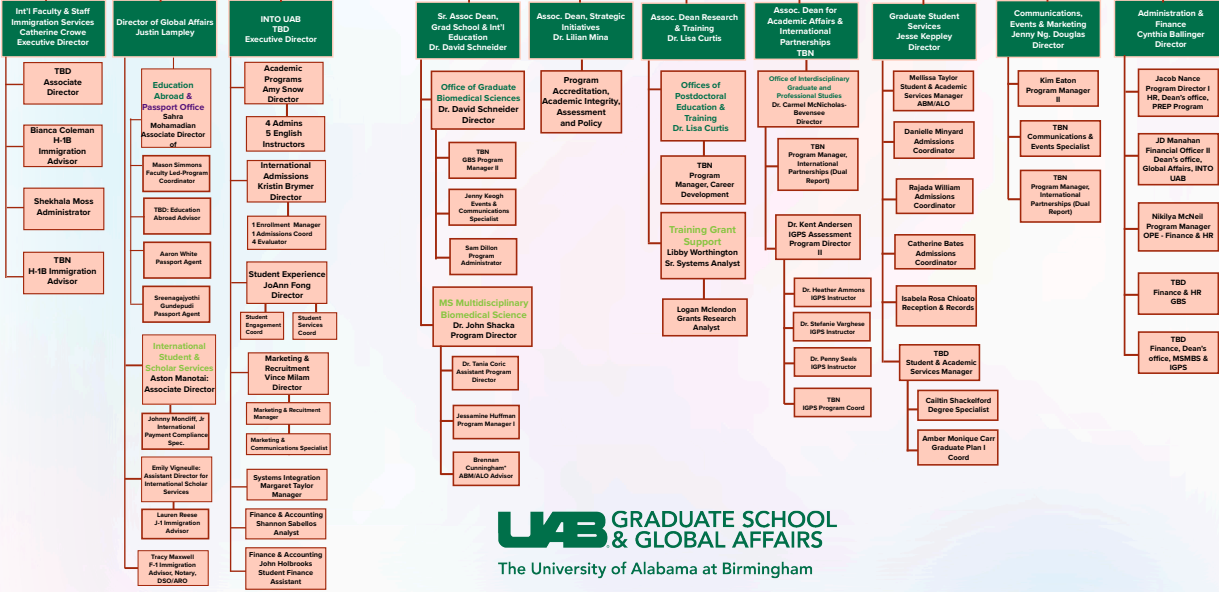 Int'l Faculty & Staff
Immigration Services
Catherine Crowe
Executive Director
TBD
Associate
Director
Bianca Coleman
H-1B
Immigration
Advisor
Shekhala Moss
Administrator
TBN
H-1B Immigration
Advisor
Director of Global Affairs
Justin Lampley
Education
Abroad &
Passport Office
Sahra
Mohamadian
Associate Director
of
Mason Simmons
Faculty Led-Program
Coordinator
TBD: Education
Abroad Advisor
Aaron White
Passport Agent
Sreenagajyothi
Gundepudi
Passport Agent
International
Student &
Scholar Services
Aston Manotai:
Associate Director
Johnny Moncliff, Jr
International
Payment Compliance
Spec.
Emily Vigneulle:
Assistant Director for
International Scholar
Services
Lauren Reese
J-1 Immigration
Advisor
Tracy Maxwell
F-1 Immigration
Advisor, Notary,
DSO/ARO
INTO UAB
TBD
Executive Director
Academic
Programs
Amy Snow
Director
4 Admins
5 English
Instructors
International
Admissions
Kristin Brymer
Director
1 Enrollment Manager
1 Admissions Coord
4 Evaluator
Student Experience
JoAnn Fong
Director
Student
Engagement
Coord
Student
Services
Coord
Marketing &
Recruitment
Vince Milam
Director
Marketing & Recuitment
Manager
Marketing &
Communications Specialist
Systems Integration
Margaret Taylor
Manager
Finance & Accounting
Shannon Sabellos
Analyst
Finance & Accounting
John Holbrooks
Student Finance
Assistant
Sr. Assoc Dean,
Grad School & Int'l
Education
Dr. David Schneider
Office of Graduate
Biomedical Sciences
Dr. David Schneider
Director
TBN
GBS Program
Manager II
Jenny Keogh
Events &
Communications
Specialist
Sam Dillon
Program
Administrator
MS Multidisciplinary
Biomedical Science
Dr. John Shacka
Program Director
Dr. Tania Coric
Assistant Program
Director
Jessamine Huffman
Program Manager I
Brennan
Cunningham*
ABM/ALO Advisor
Assoc. Dean, Strategic
Initiatives
Dr. Lilian Mina
Program
Accreditation,
Academic Integrity,
Assessment
and Policy
Assoc. Dean Research
& Training
Dr. Lisa Curtis
Offices of
Postdoctoral
Education &
Training
Dr. Lisa Curtis
TBN
Program
Manager, Career
Development
Training Grant
Support
Libby Worthington
Sr. Systems Analyst
Logan Mclendon
Grants Research
Analyst
Assoc. Dean for
Academic Affairs &
International
Partnerships
TBN
Office of Interdisciplinary
Graduate and
Professional Studies
Dr. Carmel McNicholas-
Bevensee
Director
TBN
Program Manager,
International
Partnerships (Dual
Report)
Dr. Kent Andersen
IGPS Assessment
Program Director
II
Dr. Heather Ammons
IGPS Instructor
Dr. Stefanie Varghese
IGPS Instructor
Dr. Penny Seals
IGPS Instructor
TBN
IGPS Program Coord
Graduate Student
Services
Jesse Keppley
Director
Mellissa Taylor
Student & Academic
Services Manager
ABM/ALO
Danielle Minyard
Admissions
Coordinator
Rajada William
Admissions
Coordinator
Catherine Bates
Admissions
Coordinator
Isabela Rosa Chioato
Reception & Records
TBD
Student & Academic
Services Manager
Cailtin Shackelford
Degree Specialist
Amber Monique Carr
Graduate Plan I
Coord
Communications,
Events & Marketing
Jenny Ng. Douglas
Director
Kim Eaton
Program Manager
II
TBN
Communications &
Events Specialist
TBN
Program Manager,
International
Partnerships (Dual
Report)
Administration &
Finance
Cynthia Ballinger
Director
Jacob Nance
Program Director I
HR, Dean's office,
PREP Program
JD Manahan
Financial Officer II
Dean's office,
Global Affairs, INTO
UAB
Nikilya McNeil
Program Manager
OPE - Finance & HR
TBD
Finance & HR
GBS
TBD
Finance, Dean's
office, MSMBS &
IGPS
UAB GRADUATE SCHOOL
& GLOBAL AFFAIRS
The University of Alabama at Birmingham